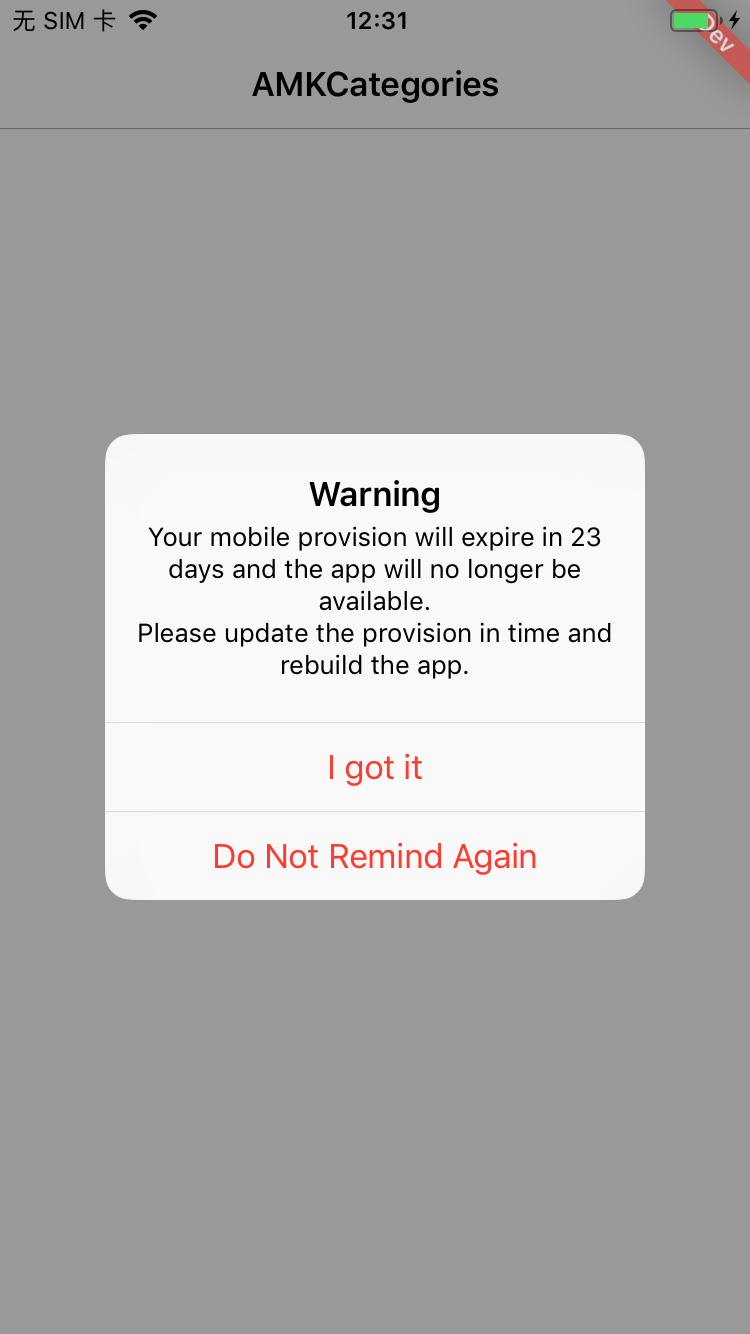 无 SIM 卡 12:31
Dev
AMKCategories
Warning
Your mobile provision will expire in 23
days and the app will no longer be
available.
Please update the provision in time and
rebuild the app.
I got it
Do Not Remind Again